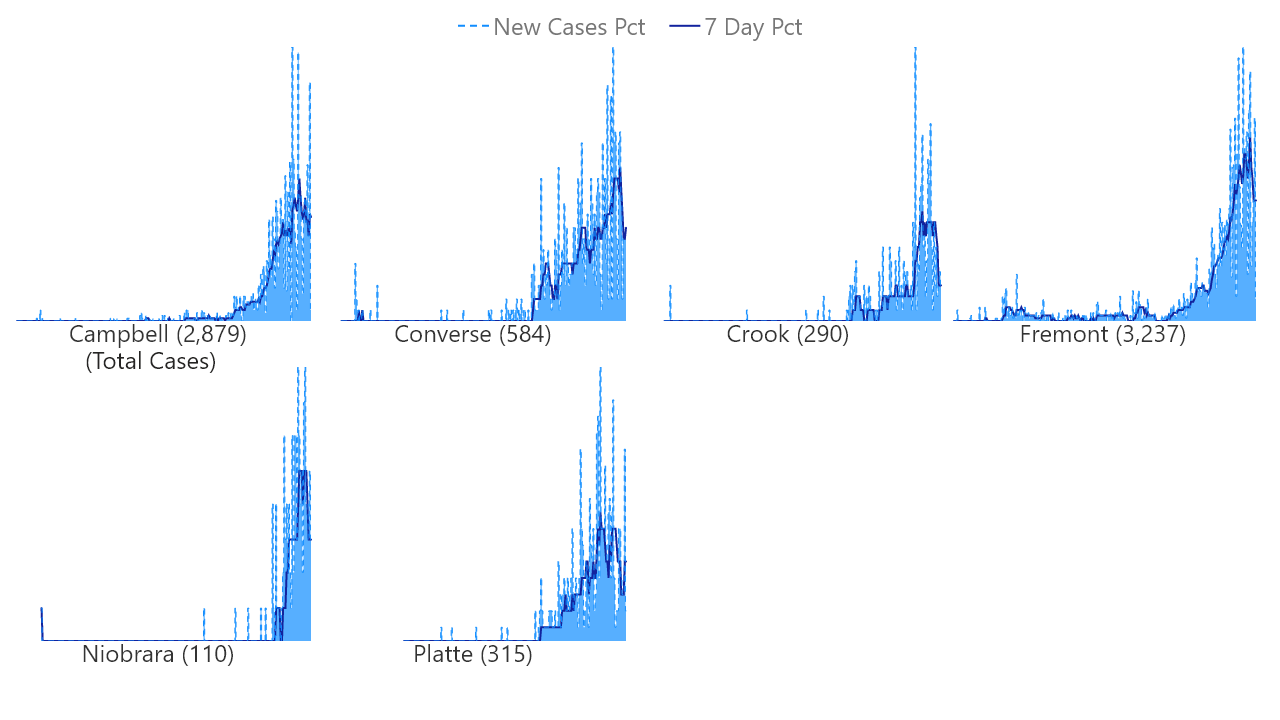 New Cases Pct 7 Day Pct
Campbell (2,879)
(Total Cases)
Converse (584)
Crook (290)
Fremont (3,237)
Niobrara (110)
Platte (315)